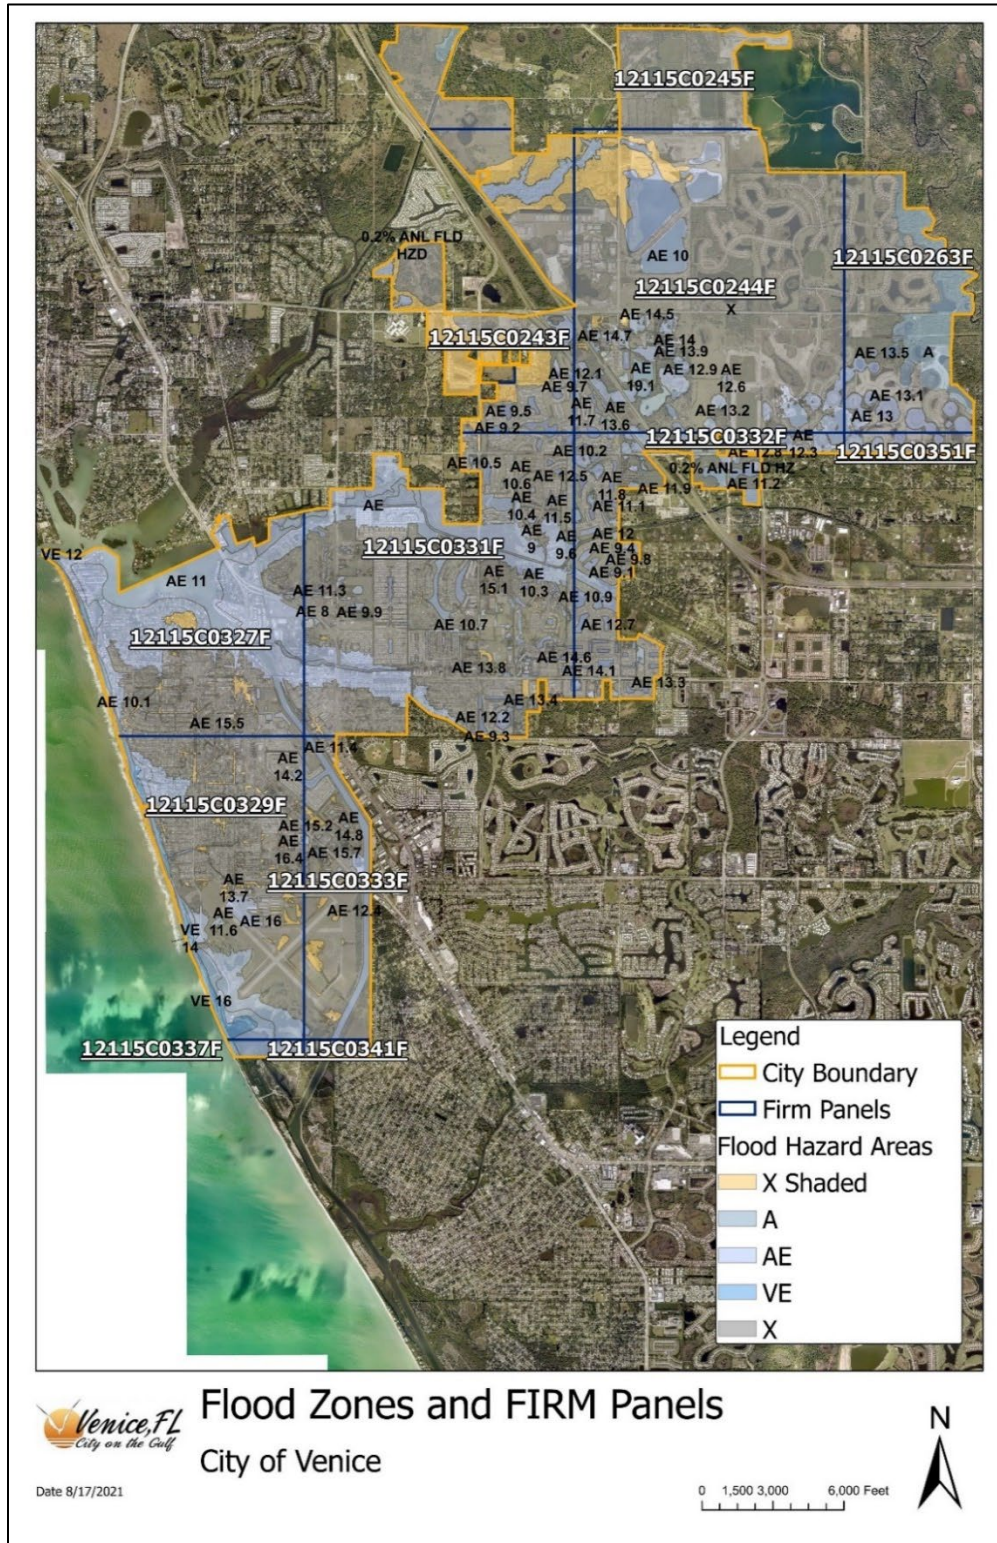 12115C0245F
0.2% ANL FLD
HZD
12115C0263F
AE 10
12115C0244F
X
AE 14.5
12115C0243F
AE 14.7
AE 14
AE 13.9
AE 13.5
A
AE 12.1
AE 9.7
AE
19.1
AE 12.9
AE
12.6
AE 13.1
AE 9.5
AE
11.7
AE
13.6
AE 13.2
AE 13
AE 9.2
12115C0332F
AE
AE 12.8
12.3
12115C0351F
AE 10.2
AE 10.5
AE
10.6
AE 12.5
AE
11.8
0.2% ANL FLD HZ
AE 11.9
AE 11.2
AE
AE
10.4
AE
11.5
AE 11.1
AE
9
AE
9.6
AE 12
AE 9.4
AE 9.8
AE 9.1
12115C0331F
VE 12
AE 11
AE 11.3
AE
15.1
AE
10.3
AE 10.9
AE 8
AE 9.9
12115C0327F
AE 10.7
AE 12.7
AE 13.8
AE 14.6
AE 14.1
AE 13.3
AE 10.1
AE 13.4
AE 15.5
AE 12.2
AE 9.3
AE 11.4
AE
14.2
12115C0329F
AE 15.2
AE
14.8
AE
16.4
AE 15.7
12115C0333F
AE
13.7
AE
11.6
AE 16
AE 12.4
VE
14
VE 16
12115C0337F
12115C0341F
Legend
City Boundary
Firm Panels
Flood Hazard Areas
X Shaded
A
AE
VE
X
Venice, FL
City on the Gulf
Flood Zones and FIRM Panels
City of Venice
Date 8/17/2021
0 1,500 3,000 6,000 Feet
N